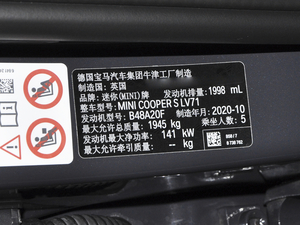 德国宝马汽车集团牛津工厂制造
制造国：英国
品牌：迷你(MINI)牌 发动机排量：1998 mL
整车型号：MINI COOPER S LV71
发动机型号：B48A20F 制造年月：2020-10
最大允许总质量：1945 kg 乘坐人数：5
发动机最大净功率：141 kW
最大允许牵引质量：-- kg